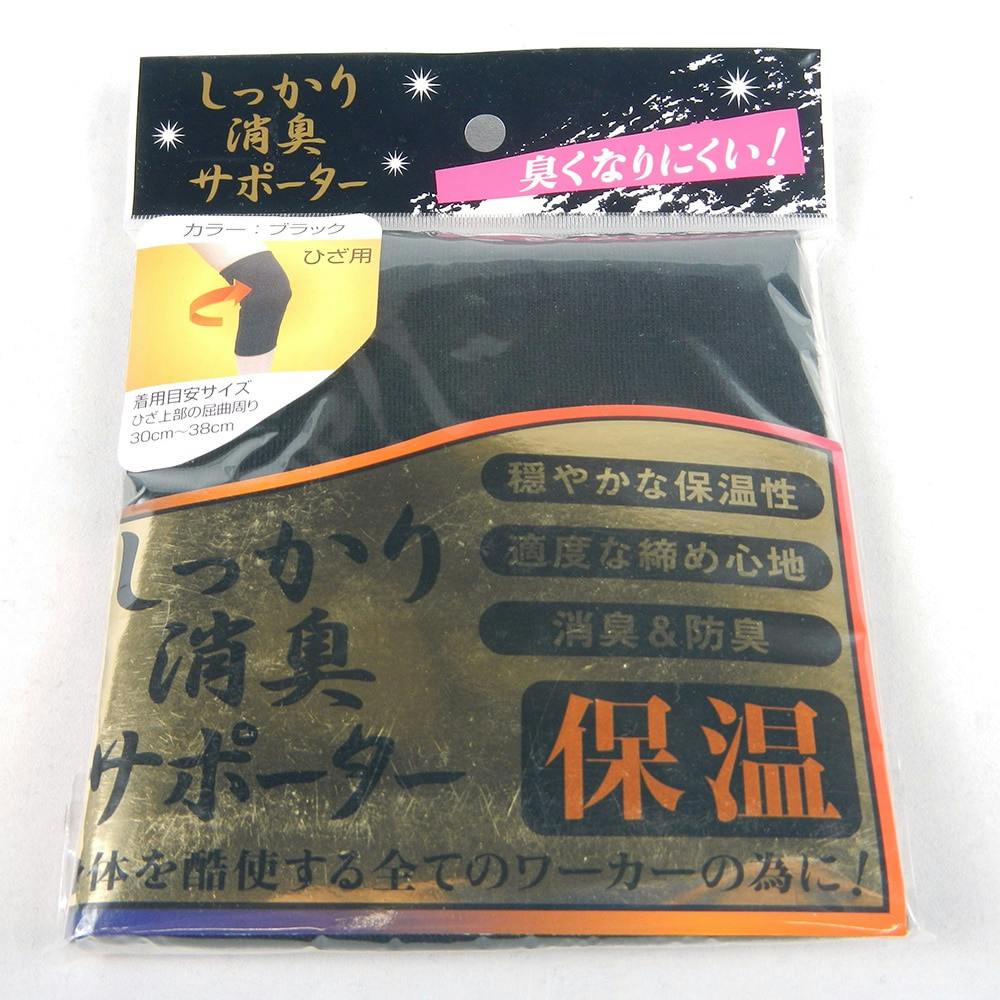 しっかり
消臭
サポーター
臭くなりにくい！
カラー：ブラック
ひざ用
着用目安サイズ
ひざ上部の屈曲周り
30cm～38cm
穏やかな保温性
適度な締め心地
消臭＆防臭
しっかり
消臭
サポーター
保温
体を酷使する全てのワーカーの為に！